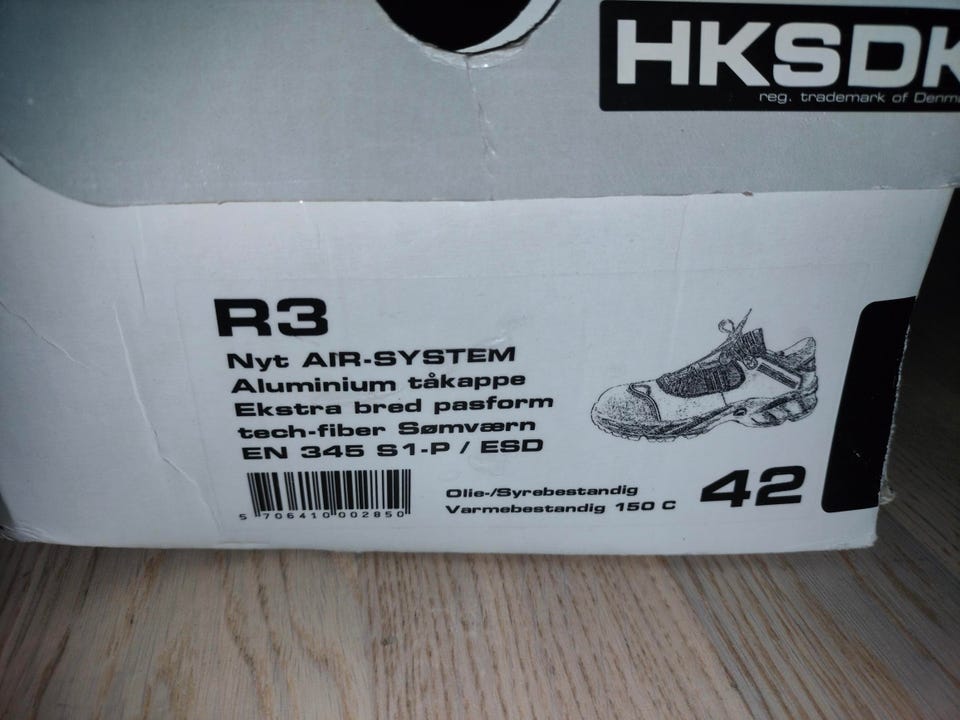 HKSDK
reg. trademark of
R3
Nyt AIR-SYSTEM
Aluminium tåkappe
Ekstra bred pasform
tech-fiber Sømværn
EN 345 S1-P / ESD
5 706410 002850
Olie-/Syrebestandig
Varmebestandig 150 C
42